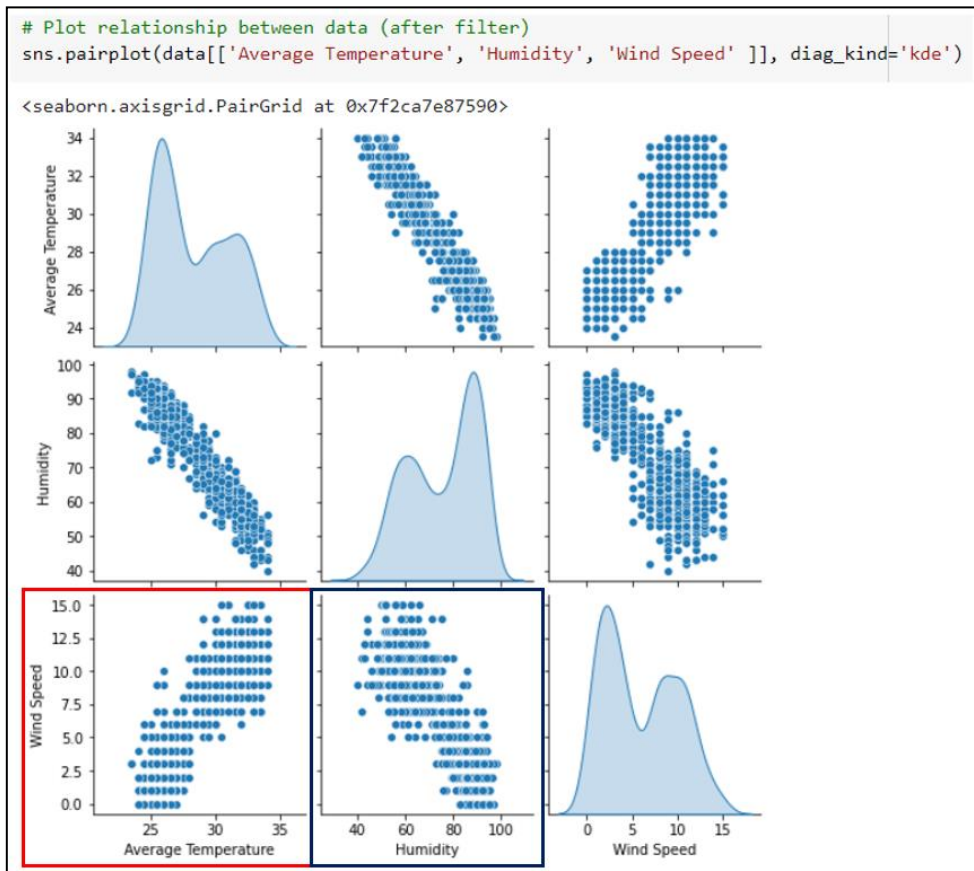 # Plot relationship between data (after filter)
sns.pairplot(data[['Average Temperature', 'Humidity', 'Wind Speed' ]], diag_kind='kde')
<seaborn.axisgrid.PairGrid at 0x7f2ca7e87590>
Average Temperature
34
32
30
28
26
24
Humidity
100
90
80
70
60
50
40
Wind Speed
15.0
12.5
10.0
7.5
5.0
2.5
0.0
25 30 35
Average Temperature
40 60 80 100
Humidity
0 5 10 15
Wind Speed